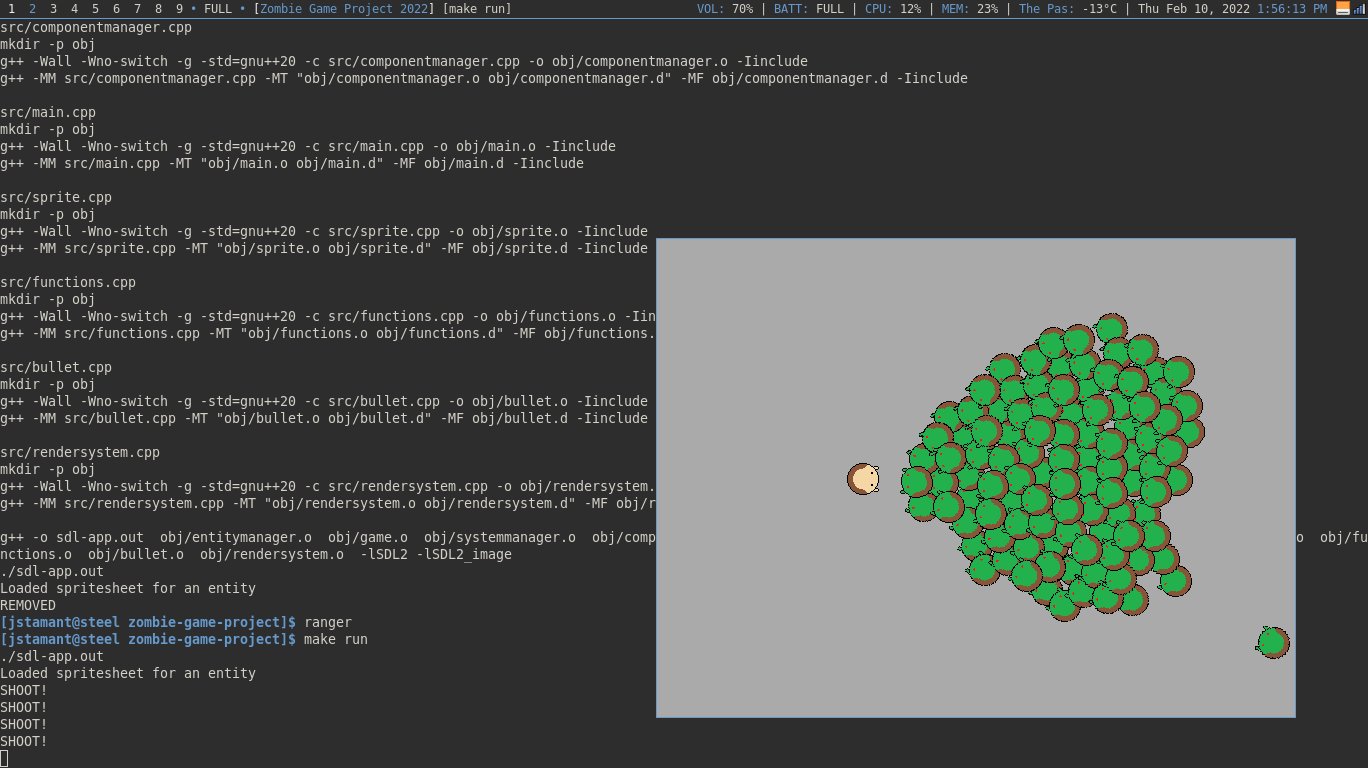 1 2 3 4 5 6 7 8 9 • FULL • [Zombie Game Project 2022] [make run] VOL: 70% | BATT: FULL | CPU: 12% | MEM: 23% | The Pas: -13°C | Thu Feb 10, 2022 1:56:13 PM
src/componentmanager.cpp
mkdir -p obj
g++ -Wall -Wno-switch -g -std=gnu++20 -c src/componentmanager.cpp -o obj/componentmanager.o -Iinclude
g++ -MM src/componentmanager.cpp -MT "obj/componentmanager.o obj/componentmanager.d" -MF obj/componentmanager.d -Iinclude
src/main.cpp
mkdir -p obj
g++ -Wall -Wno-switch -g -std=gnu++20 -c src/main.cpp -o obj/main.o -Iinclude
g++ -MM src/main.cpp -MT "obj/main.o obj/main.d" -MF obj/main.d -Iinclude
src/sprite.cpp
mkdir -p obj
g++ -Wall -Wno-switch -g -std=gnu++20 -c src/sprite.cpp -o obj/sprite.o -Iinclude
g++ -MM src/sprite.cpp -MT "obj/sprite.o obj/sprite.d" -MF obj/sprite.d -Iinclude
src/functions.cpp
mkdir -p obj
g++ -Wall -Wno-switch -g -std=gnu++20 -c src/functions.cpp -o obj/functions.o -Iin
g++ -MM src/functions.cpp -MT "obj/functions.o obj/functions.d" -MF obj/functions.
src/bullet.cpp
mkdir -p obj
g++ -Wall -Wno-switch -g -std=gnu++20 -c src/bullet.cpp -o obj/bullet.o -Iinclude
g++ -MM src/bullet.cpp -MT "obj/bullet.o obj/bullet.d" -MF obj/bullet.d -Iinclude
src/rendersystem.cpp
mkdir -p obj
g++ -Wall -Wno-switch -g -std=gnu++20 -c src/rendersystem.cpp -o obj/rendersystem.
g++ -MM src/rendersystem.cpp -MT "obj/rendersystem.o obj/rendersystem.d" -MF obj/r
g++ -o sdl-app.out obj/entitymanager.o obj/game.o obj/systemmanager.o obj/comp o obj/fu
nctions.o obj/bullet.o obj/rendersystem.o -lSDL2 -lSDL2_image
./sdl-app.out
Loaded spritesheet for an entity
REMOVED
[jstamant@steel zombie-game-project]$ ranger
[jstamant@steel zombie-game-project]$ make run
./sdl-app.out
Loaded spritesheet for an entity
SHOOT!
SHOOT!
SHOOT!
SHOOT!